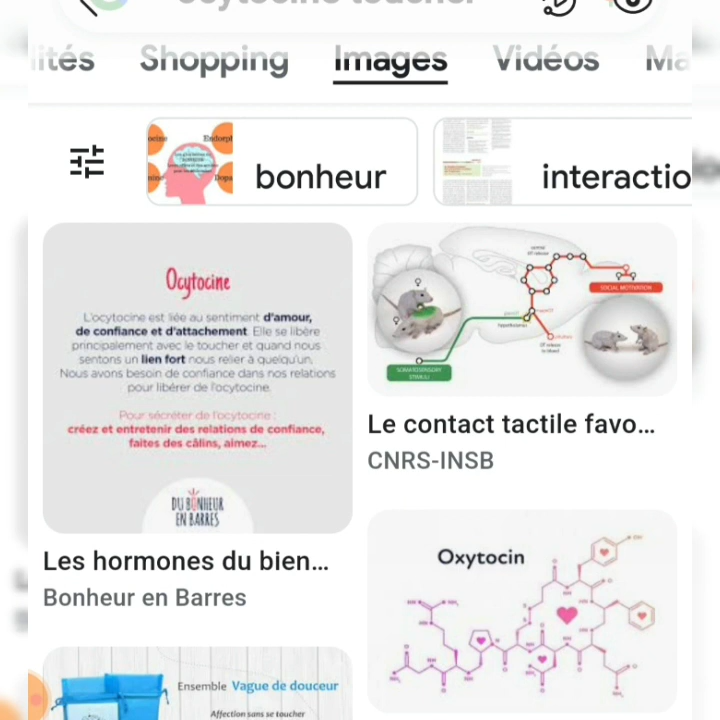 ocytocine toucher
lités Shopping Images Vidéos Ma
bonheur interactio
Endorpl
Ocytocine
L'ocytocine est liée au sentiment d'amour,
de confiance et d'attachement. Elle se libère
principalement avec le toucher et quand nous
sentons un lien fort nous relier à quelqu'un.
Nous avons besoin de confiance dans nos relations
pour libérer de l'ocytocine.
Pour sécréter de l'ocytocine :
créez et entretenir des relations de confiance,
faites des câlins, aimez...
DU BONHEUR
EN BARRES
Les hormones du bien...
Bonheur en Barres
Ensemble Vague de douceur
Affection sans se toucher
SOCIAL MOTIVATION
SOMATOSENSORY
STIMULI
Le contact tactile favo...
CNRS-INSB
Oxytocin